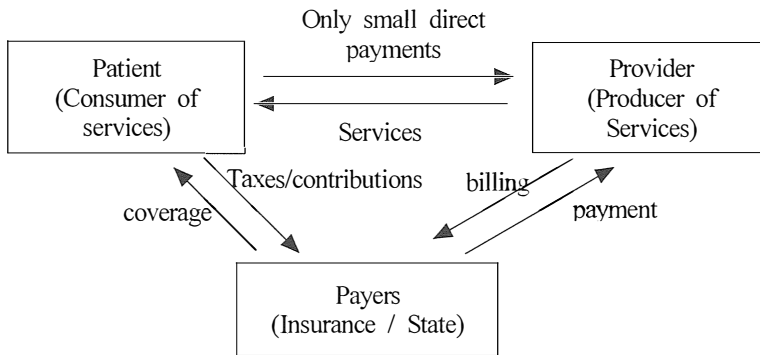 Only small direct
payments
Patient
(Consumer of
services)
Provider
(Producer of
Services)
Services
Taxes/contributions
billing
coverage
payment
Payers
(Insurance / State)